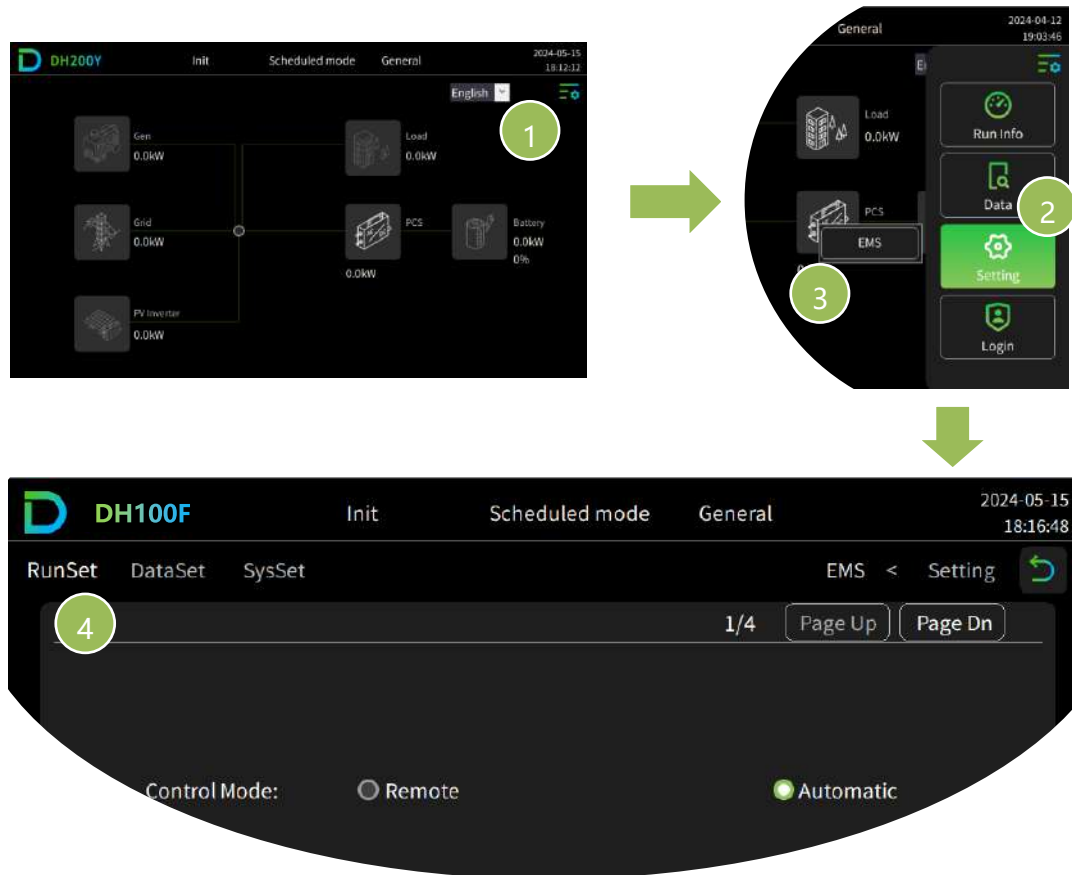 DH200Y Init Scheduled mode General 2024-05-15
18:12:12
English
1
Gen
0.0kW
Load
0.0kW
Grid
0.0kW
PCS
0.0kW
Battery
0.0kW
0%
PV Inverter
0.0kW
General 2024-04-12
19:03:46
Load
0.0kW
Run Info
Data
2
PCS
EMS
Setting
3
Login
DH100F Init Scheduled mode General 2024-05-15
18:16:48
RunSet DataSet SysSet EMS < Setting
4
1/4 Page Up Page Dn
Control Mode: Remote Automatic